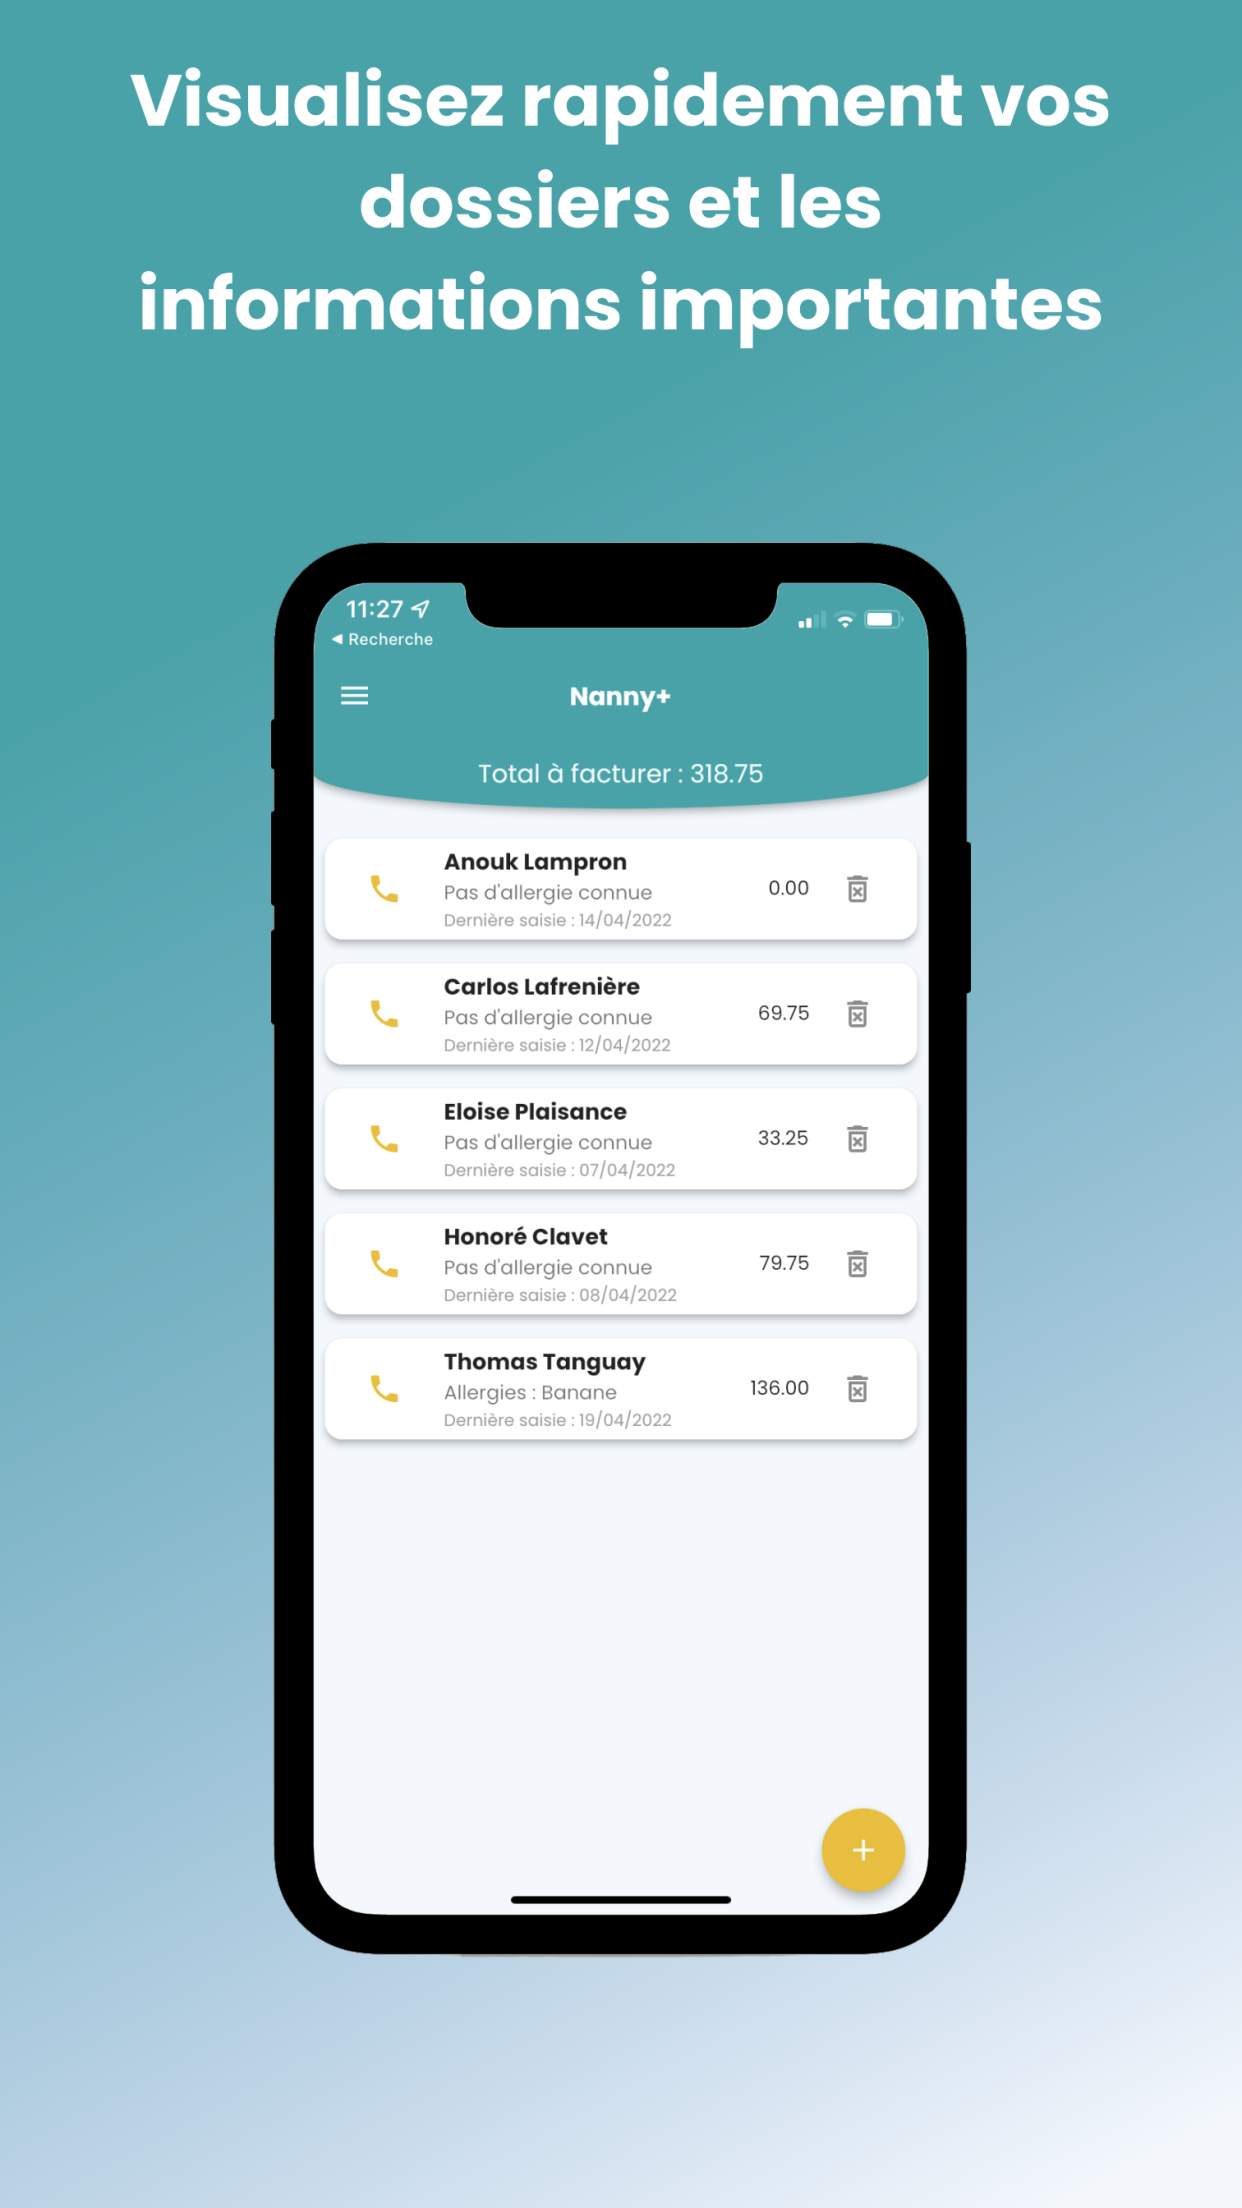 Visualisez rapidement vos
dossiers et les
informations importantes
11:27
◀ Recherche
Nanny+
Total à facturer : 318.75
Anouk Lampron
Pas d'allergie connue
0.00
Dernière saisie : 14/04/2022
Carlos Lafrenière
Pas d'allergie connue
69.75
Dernière saisie : 12/04/2022
Eloise Plaisance
Pas d'allergie connue
33.25
Dernière saisie : 07/04/2022
Honoré Clavet
Pas d'allergie connue
79.75
Dernière saisie : 08/04/2022
Thomas Tanguay
Allergies : Banane
136.00
Dernière saisie : 19/04/2022
+